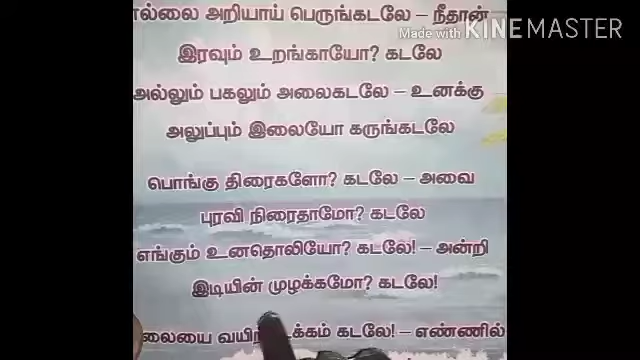 எல்லை அறியாய் பெருங்கடலே – நீதான்
Made with KINEMASTER
இரவும் உறங்காயோ? கடலே
அல்லும் பகலும் அலைகடலே – உனக்கு
அலுப்பும் இலையோ கருங்கடலே
பொங்கு திரைகளோ? கடலே – அவை
புரவி நிரைதாமோ? கடலே
எங்கும் உனதொலியோ? கடலே! – அன்றி
இடியின் முழக்கமோ? கடலே!
கடலே! – எண்ணில்